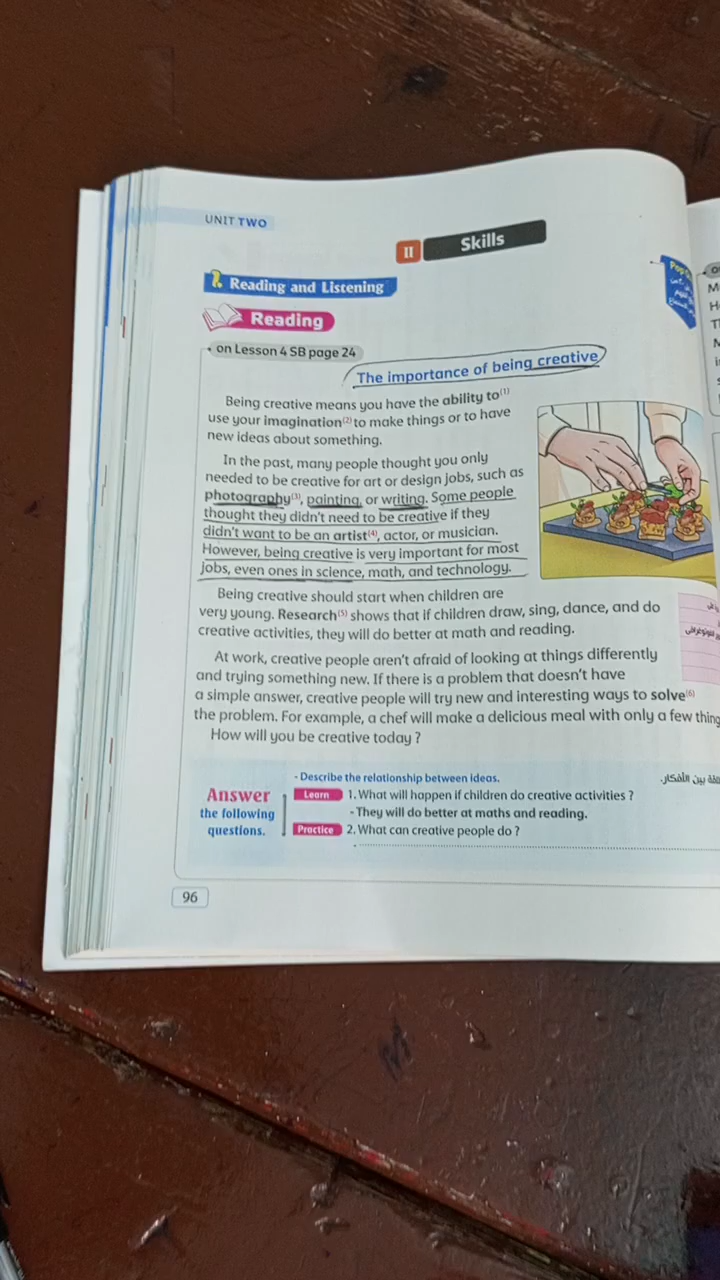 UNIT TWO
II Skills
2. Reading and Listening
Reading
• on Lesson 4 SB page 24
The importance of being creative
Being creative means you have the ability to(1)
use your imagination(2) to make things or to have
new ideas about something.
In the past, many people thought you only
needed to be creative for art or design jobs, such as
photography(3), painting, or writing. Some people
thought they didn't need to be creative if they
didn't want to be an artist(4), actor, or musician.
However, being creative is very important for most
jobs, even ones in science, math, and technology.
Being creative should start when children are
very young. Research(5) shows that if children draw, sing, dance, and do
creative activities, they will do better at math and reading.
At work, creative people aren't afraid of looking at things differently
and trying something new. If there is a problem that doesn't have
a simple answer, creative people will try new and interesting ways to solve(6)
the problem. For example, a chef will make a delicious meal with only a few thing
How will you be creative today ?
- Describe the relationship between ideas.
بين الأفكار.
Answer
the following
questions.
Learn 1. What will happen if children do creative activities ?
- They will do better at maths and reading.
Practice 2. What can creative people do ?
96